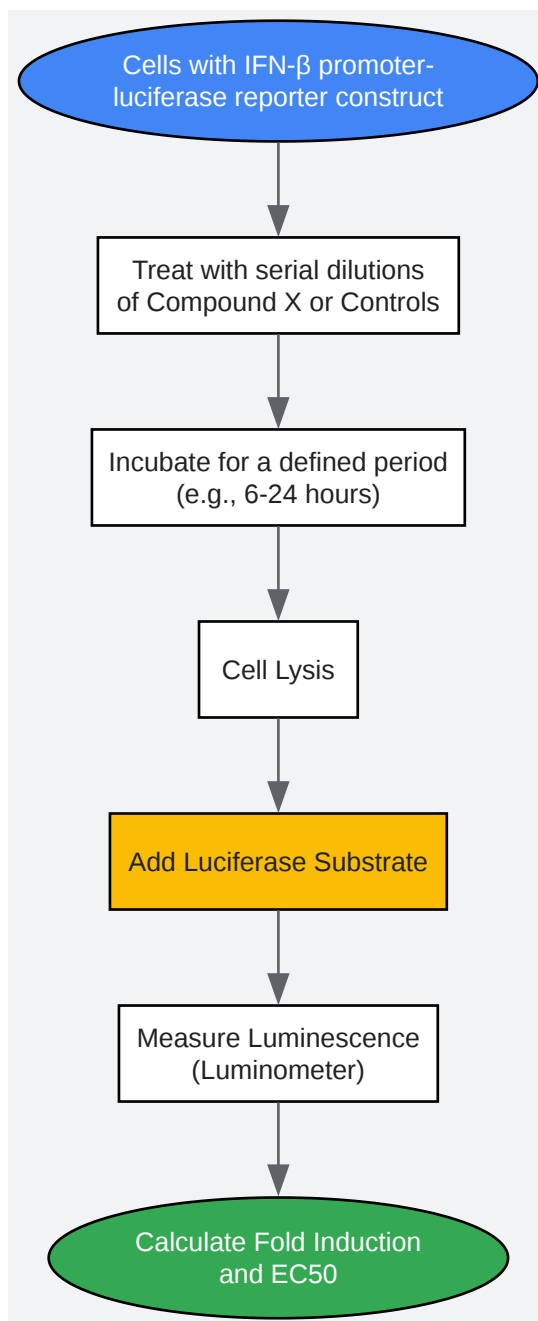 Cells with IFN-β promoter-
luciferase reporter construct
Treat with serial dilutions
of Compound X or Controls
Incubate for a defined period
(e.g., 6-24 hours)
Cell Lysis
Add Luciferase Substrate
Measure Luminescence
(Luminometer)
Calculate Fold Induction
and EC50